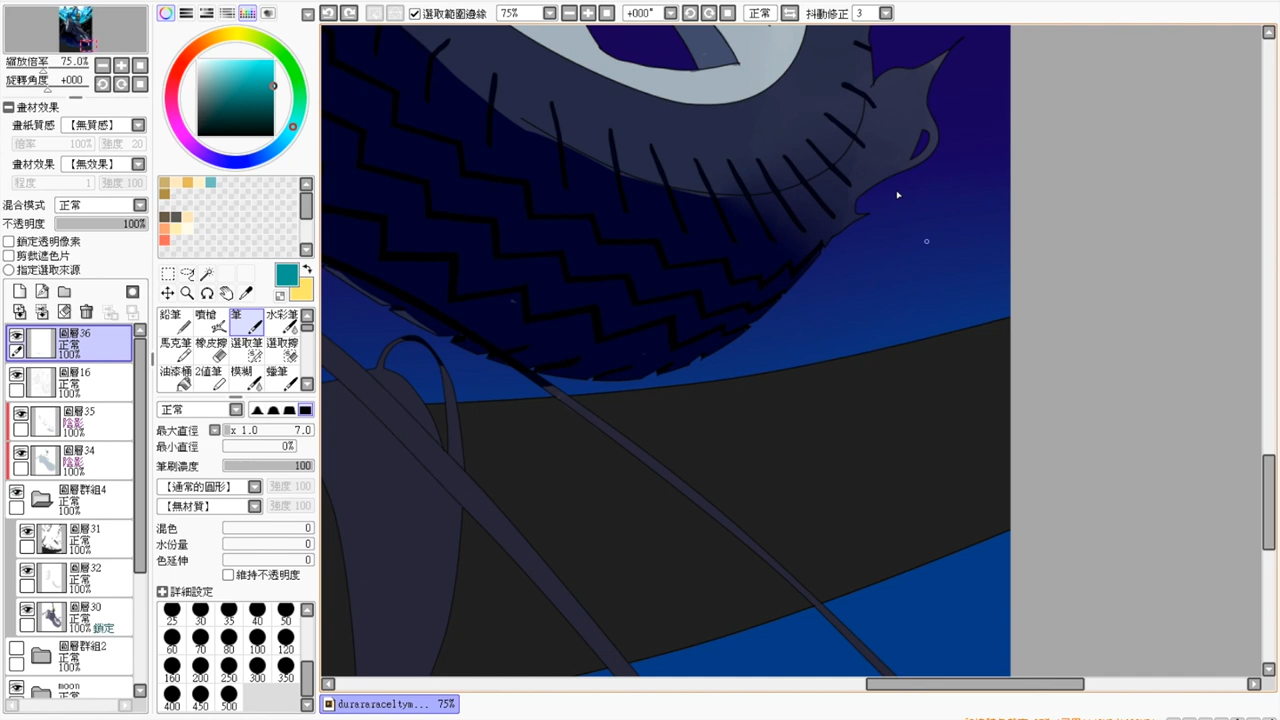 選取範圍邊緣 75% +000° 正常 抖動修正 3
縮放倍率 75.0%
旋轉角度 +000
畫材效果
畫紙質感 【無質感】
倍率 100% 強度 20
畫材效果 【無效果】
程度 1 強度 100
混合模式 正常
不透明度 100%
鎖定透明像素
剪裁遮色片
指定選取來源
圖層36
正常
100%
圖層16
正常
100%
圖層35
陰影
100%
圖層34
陰影
100%
圖層群組4
正常
100%
圖層31
正常
100%
圖層32
正常
100%
圖層30
正常
100% 鎖定
圖層群組2
正常
100%
moon
正常
鉛筆 噴槍 筆 水彩筆
馬克筆 橡皮擦 選取筆 選取擦
油漆桶 2值筆 模糊 蠟筆
正常
最大直徑 x 1.0 7.0
最小直徑 0%
筆刷濃度 100
【通常的圓形】 強度 100
【無材質】 強度 100
混色 0
水份量 0
色延伸 0
維持不透明度
詳細設定
25 30 35 40 50
60 70 80 100 120
160 200 250 300 350
400 450 500
durararaceltym... 75%